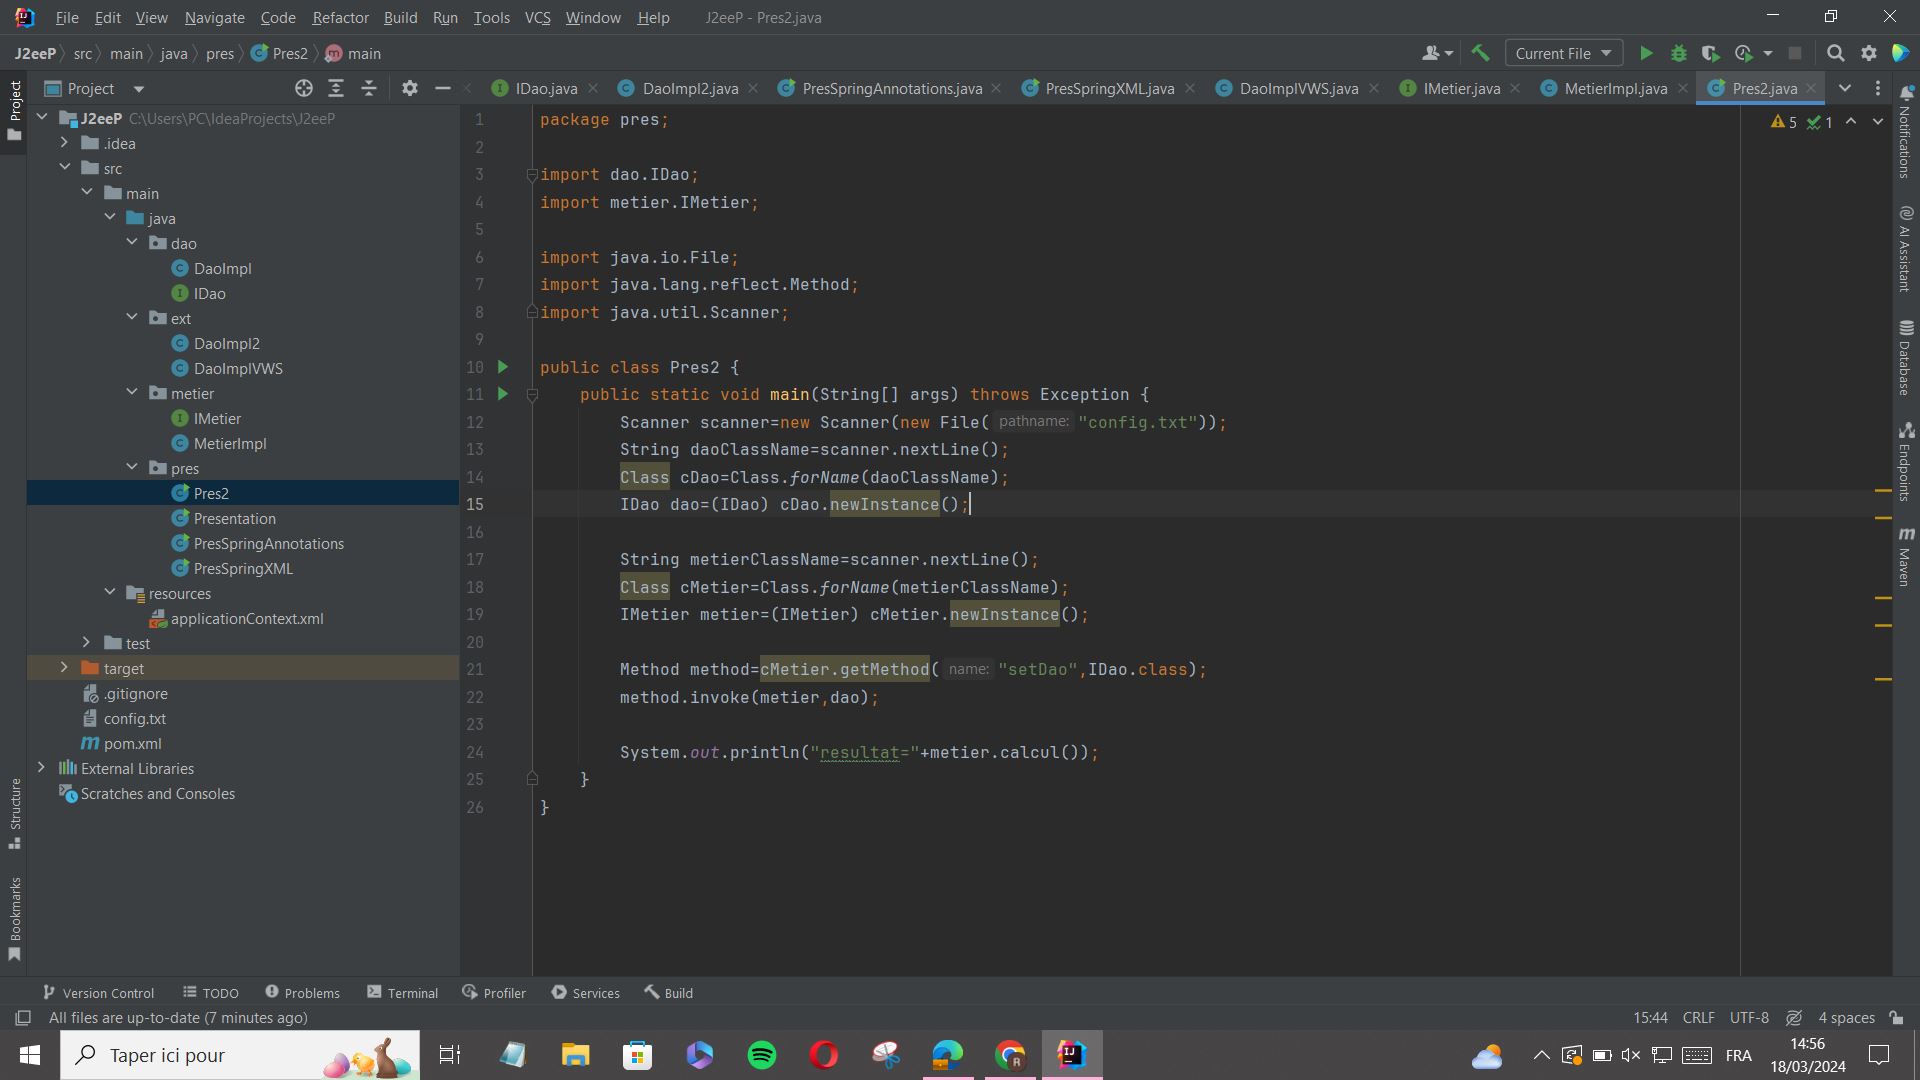 File Edit View Navigate Code Refactor Build Run Tools VCS Window Help J2eeP - Pres2.java
J2eeP src main java pres Pres2 main
Current File
Project
IDao.java DaoImpl2.java PresSpringAnnotations.java PresSpringXML.java DaoImplVWS.java IMetier.java MetierImpl.java Pres2.java
Project
J2eeP C:\Users\PC\IdeaProjects\J2eeP
.idea
src
main
java
dao
DaoImpl
IDao
ext
DaoImpl2
DaoImplVWS
metier
IMetier
MetierImpl
pres
Pres2
Presentation
PresSpringAnnotations
PresSpringXML
resources
applicationContext.xml
test
target
.gitignore
config.txt
pom.xml
External Libraries
Scratches and Consoles
Structure
Bookmarks
5 1
1 package pres;
2
3 import dao.IDao;
4 import metier.IMetier;
5
6 import java.io.File;
7 import java.lang.reflect.Method;
8 import java.util.Scanner;
9
10 public class Pres2 {
11 public static void main(String[] args) throws Exception {
12 Scanner scanner=new Scanner(new File( pathname: "config.txt"));
13 String daoClassName=scanner.nextLine();
14 Class cDao=Class.forName(daoClassName);
15 IDao dao=(IDao) cDao.newInstance();
16
17 String metierClassName=scanner.nextLine();
18 Class cMetier=Class.forName(metierClassName);
19 IMetier metier=(IMetier) cMetier.newInstance();
20
21 Method method=cMetier.getMethod( name: "setDao",IDao.class);
22 method.invoke(metier,dao);
23
24 System.out.println("resultat="+metier.calcul());
25 }
26 }
Notifications
AI Assistant
Database
Endpoints
Maven
Version Control TODO Problems Terminal Profiler Services Build
All files are up-to-date (7 minutes ago)
15:44 CRLF UTF-8 4 spaces
Taper ici pour
FRA
14:56
18/03/2024